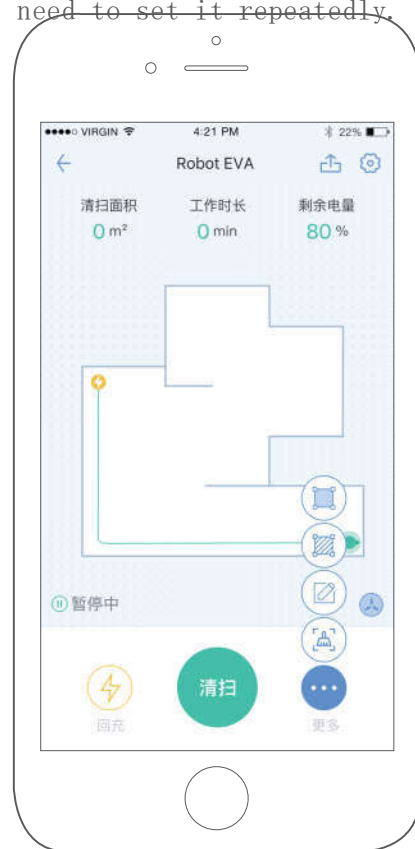 need to set it repeatedly.
VIRGIN 4:21 PM 22%
Robot EVA
清扫面积 工作时长 剩余电量
0 m² 0 min 80 %
暂停中
清扫
回充 更多